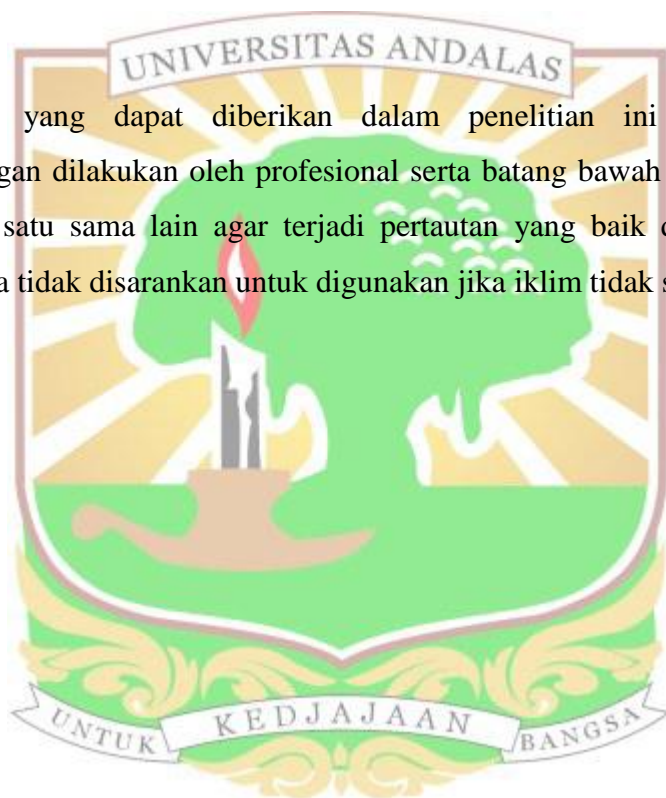 UNIVERSITAS ANDALAS
yang dapat diberikan dalam penelitian ini
dilakukan oleh profesional serta batang bawah
satu sama lain agar terjadi pertautan yang baik
tidak disarankan untuk digunakan jika iklim tidak
UNTUK KEDJAJAAN BANGSA